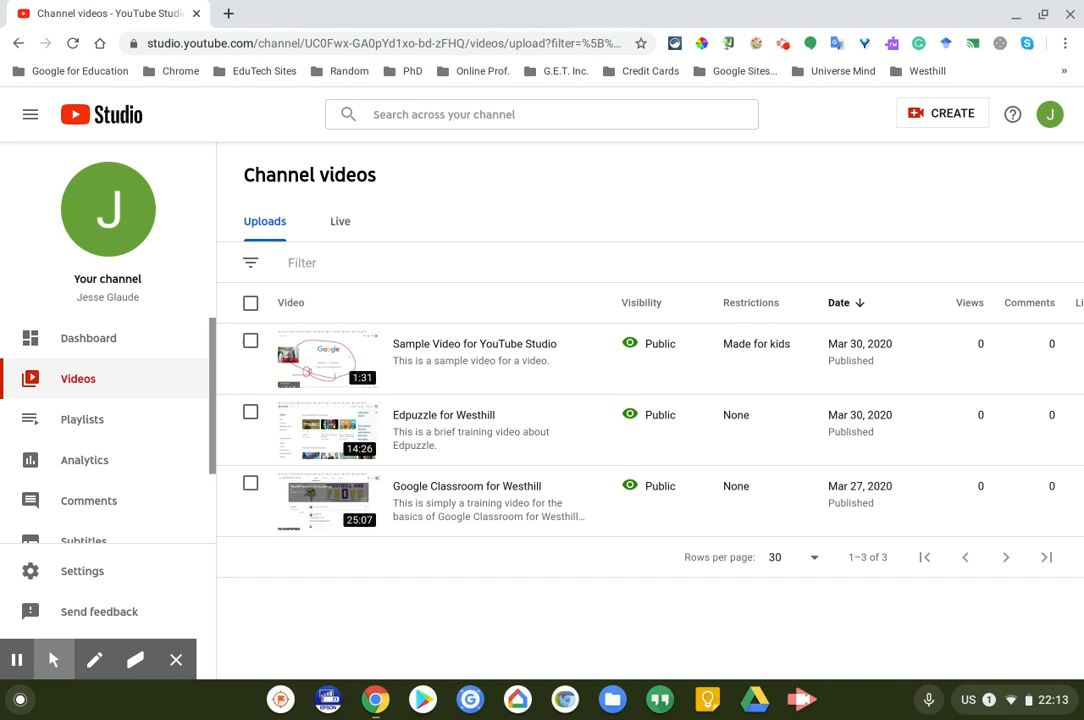 Channel videos - YouTube Studi
studio.youtube.com/channel/UC0Fwx-GA0pYd1xo-bd-zFHQ/videos/upload?filter=%5B%...
Google for Education Chrome EduTech Sites Random PhD Online Prof. G.E.T. Inc. Credit Cards Google Sites... Universe Mind Westhill »
Studio
Search across your channel
CREATE
J
J
Your channel
Jesse Glaude
Dashboard
Videos
Playlists
Analytics
Comments
Subtitles
Settings
Send feedback
Channel videos
Uploads Live
Filter
Video Visibility Restrictions Date Views Comments Li
Sample Video for YouTube Studio Public Made for kids Mar 30, 2020 0 0
This is a sample video for a video. Published
Google
1:31
Edpuzzle for Westhill Public None Mar 30, 2020 0 0
This is a brief training video about Published
Edpuzzle.
14:26
Google Classroom for Westhill Public None Mar 27, 2020 0 0
This is simply a training video for the Published
basics of Google Classroom for Westhill...
25:07
Rows per page: 30 1–3 of 3
EPSON
US 1 22:13